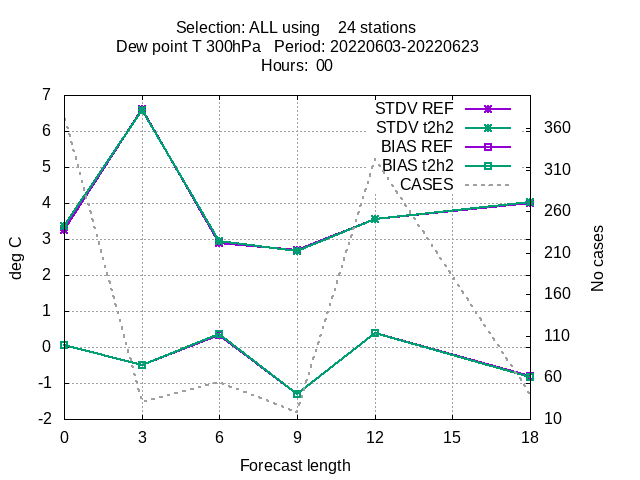 Selection: ALL using    24 stations
Dew point T 300hPa   Period: 20220603-20220623
Hours:  00
7
6
5
4
3
2
1
0
-1
-2
deg C
STDV REF
STDV t2h2
BIAS REF
BIAS t2h2
CASES
360
310
260
210
160
110
60
10
No cases
0 3 6 9 12 15 18
Forecast length